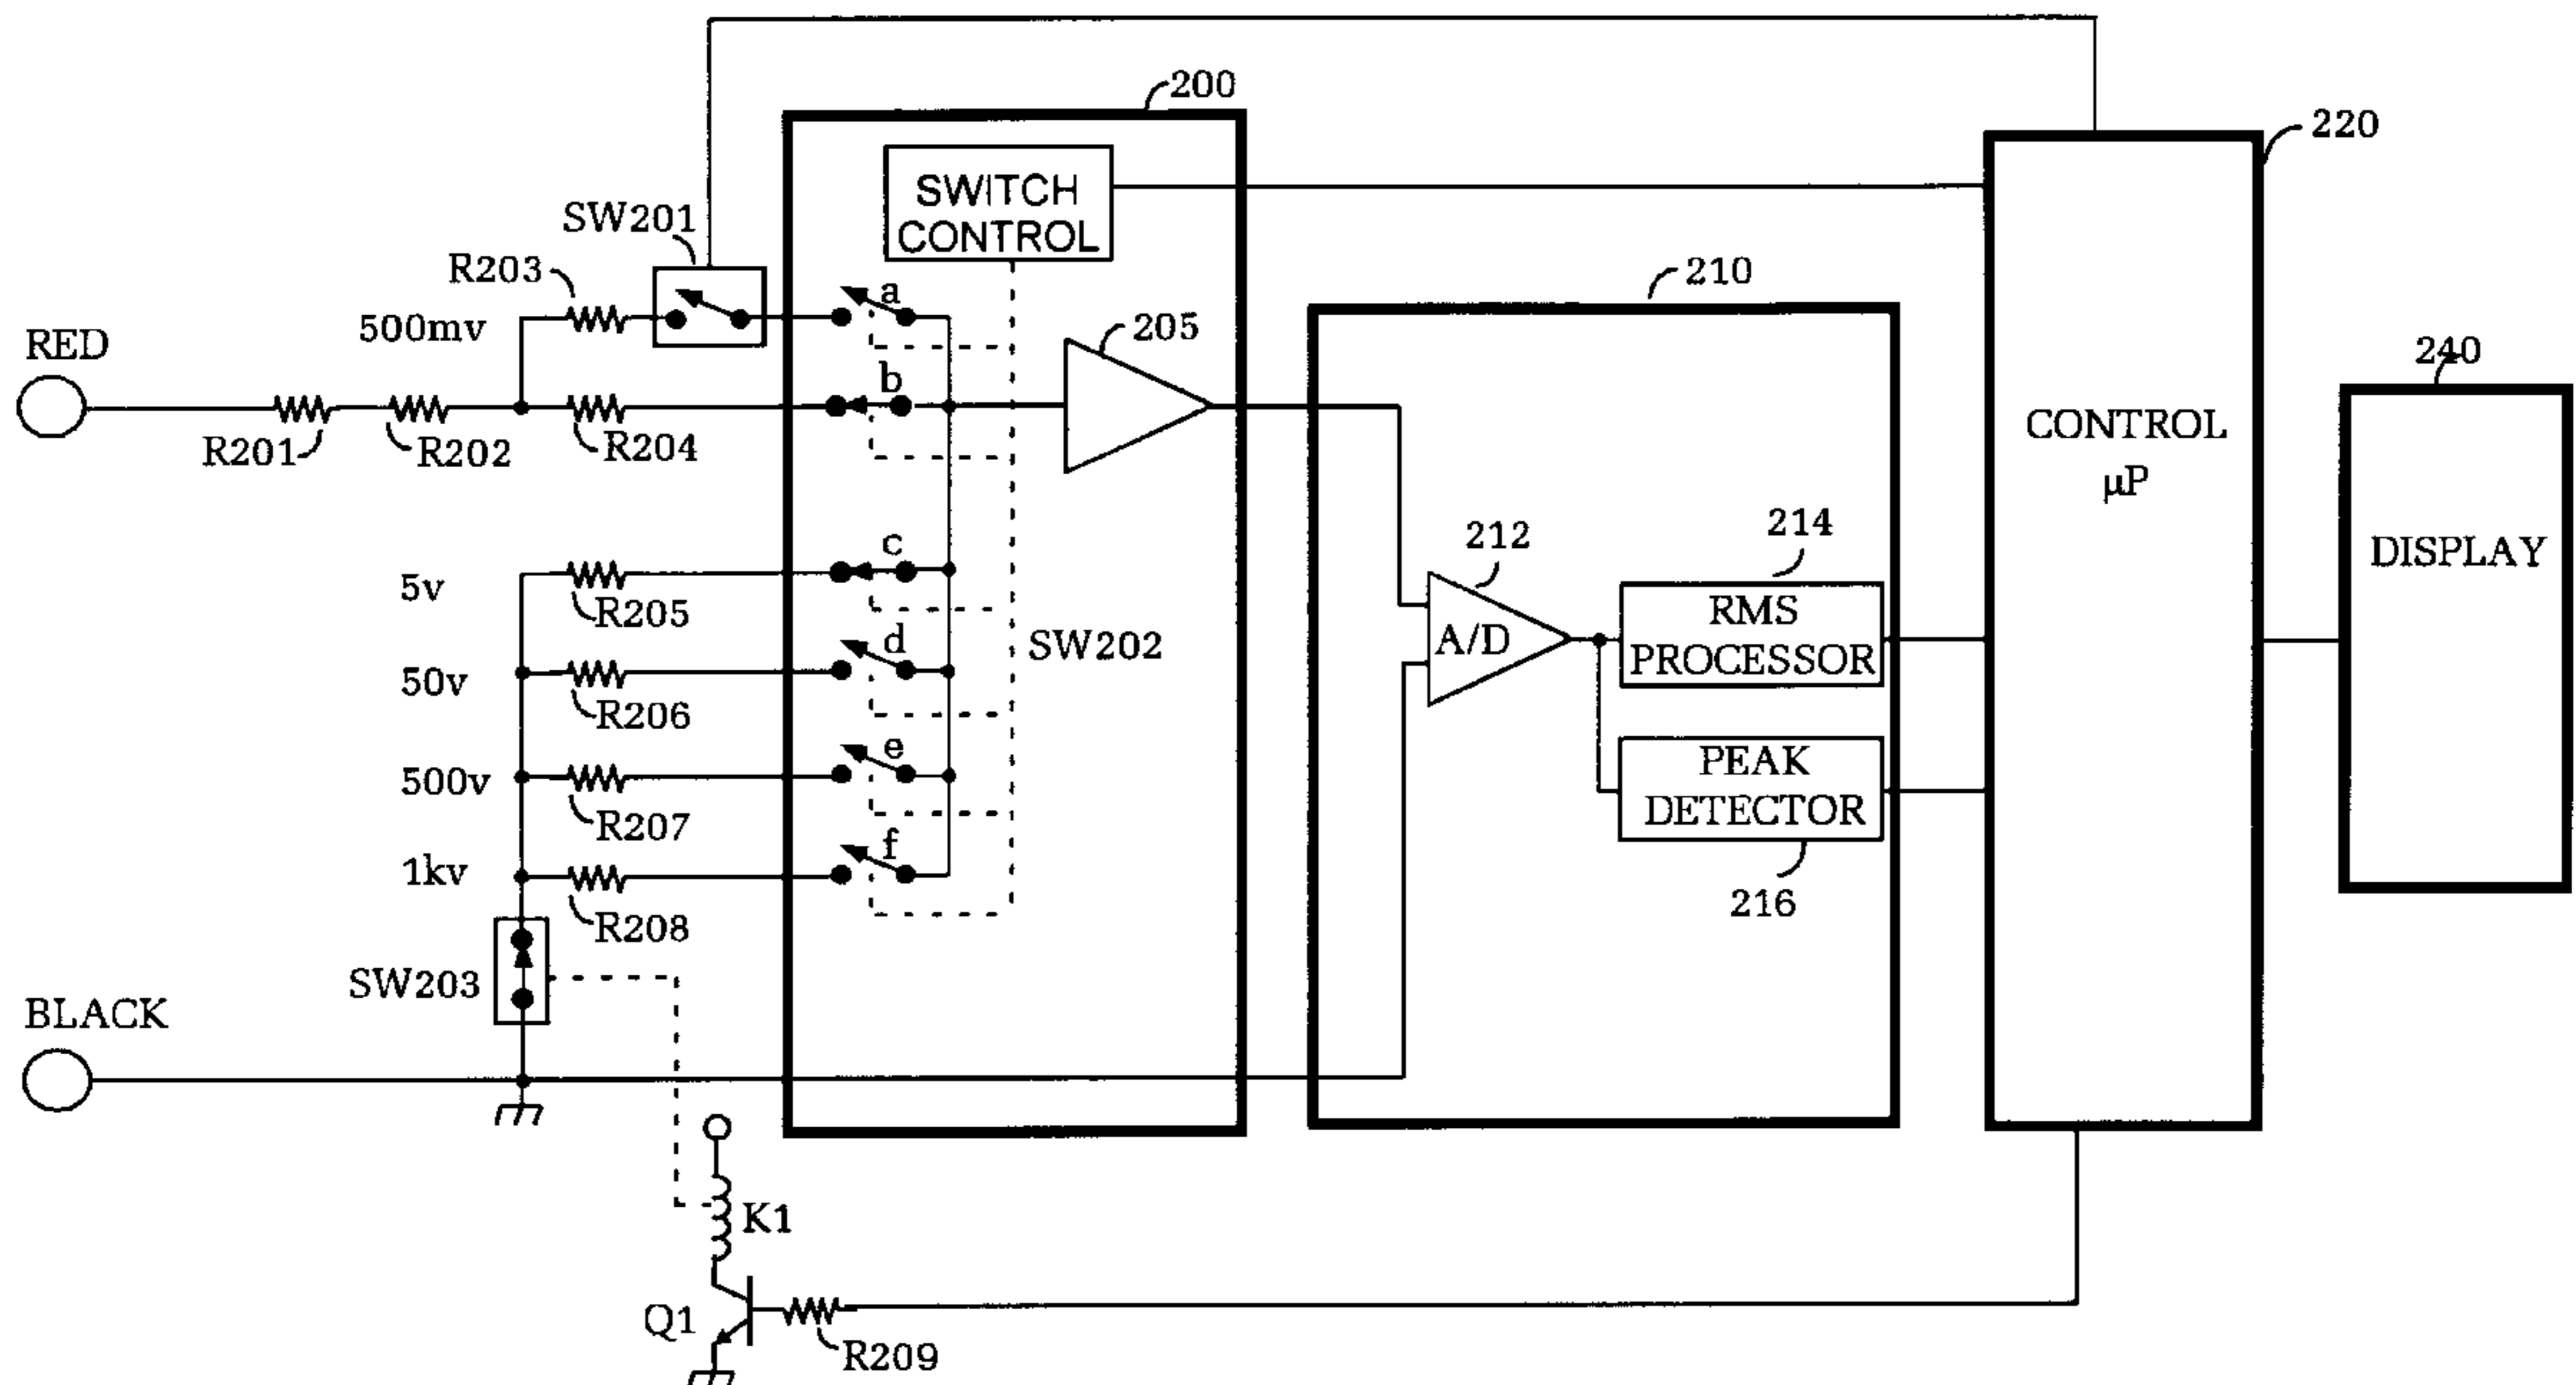 200
220
SWITCH
CONTROL
SW201
R203
a
210
500mv
205
RED
240
b
R201
R202
R204
CONTROL
µP
c
212
214
DISPLAY
5v
R205
RMS
PROCESSOR
A/D
d
SW202
50v
R206
e
PEAK
DETECTOR
500v
R207
f
1kv
216
R208
SW203
BLACK
K1
Q1
R209